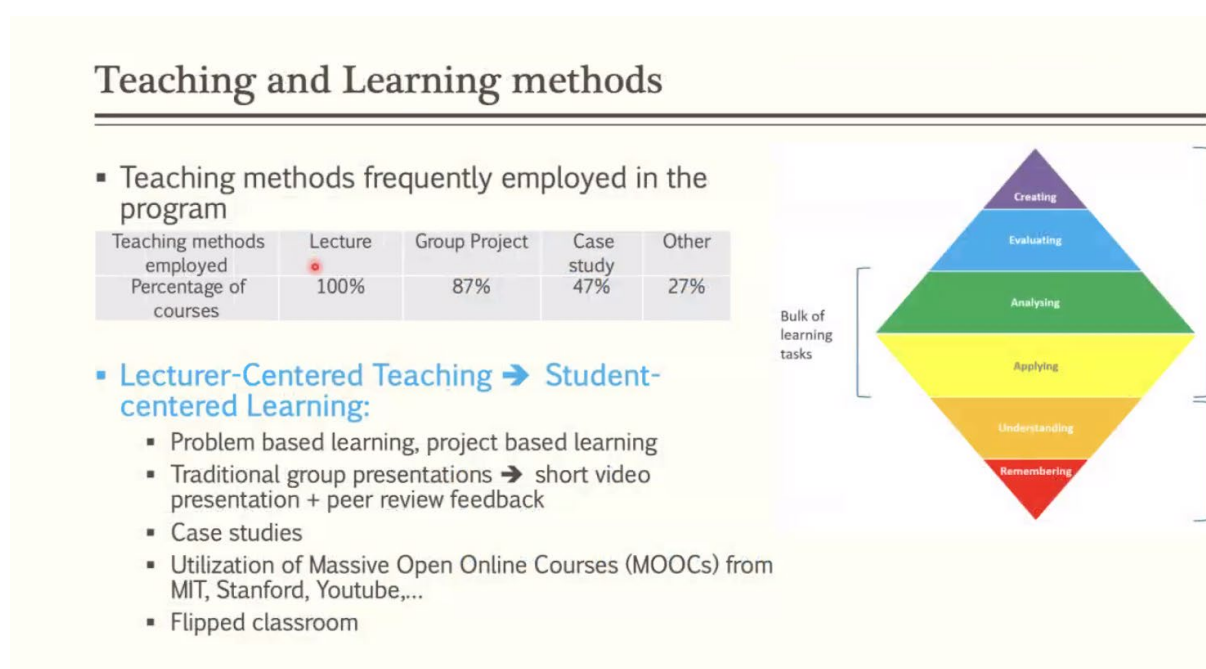 Teaching and Learning methods
▪ Teaching methods frequently employed in the
program
Teaching methods employed Lecture Group Project Case study Other
Percentage of courses 100% 87% 47% 27%
▪ Lecturer-Centered Teaching ➔ Student-
centered Learning:
▪ Problem based learning, project based learning
▪ Traditional group presentations ➔ short video
presentation + peer review feedback
▪ Case studies
▪ Utilization of Massive Open Online Courses (MOOCs) from
MIT, Stanford, Youtube,...
▪ Flipped classroom
Bulk of
learning
tasks
Creating
Evaluating
Analysing
Applying
Understanding
Remembering